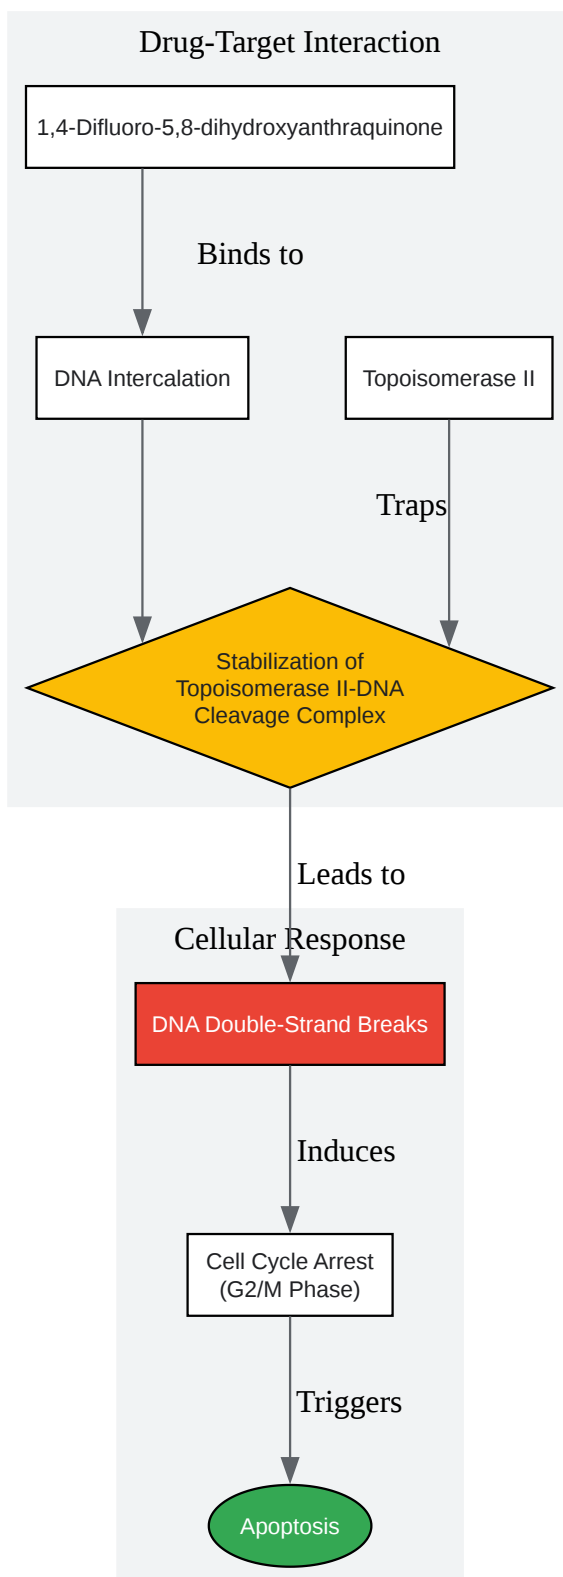 Drug-Target Interaction
1,4-Difluoro-5,8-dihydroxyanthraquinone
Binds to
DNA Intercalation
Topoisomerase II
Traps
Stabilization of
Topoisomerase II-DNA
Cleavage Complex
Leads to
Cellular Response
DNA Double-Strand Breaks
Induces
Cell Cycle Arrest
(G2/M Phase)
Triggers
Apoptosis